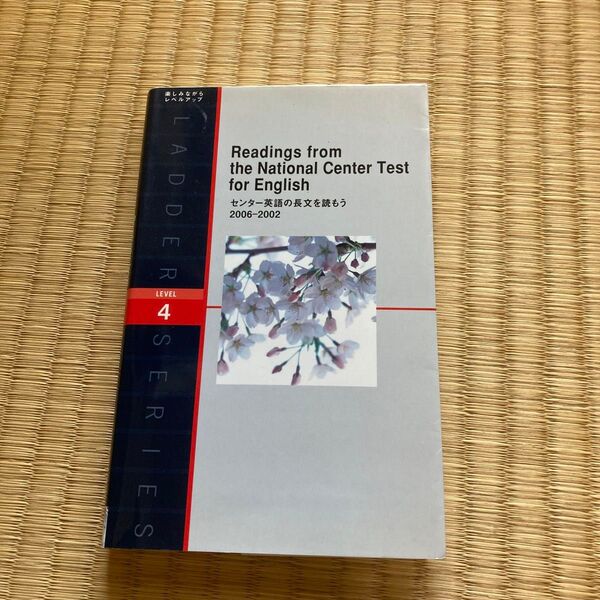 楽しみながら
レベルアップ
LADDER SERIES
LEVEL
4
Readings from
the National Center Test
for English
センター英語の長文を読もう
2006-2002